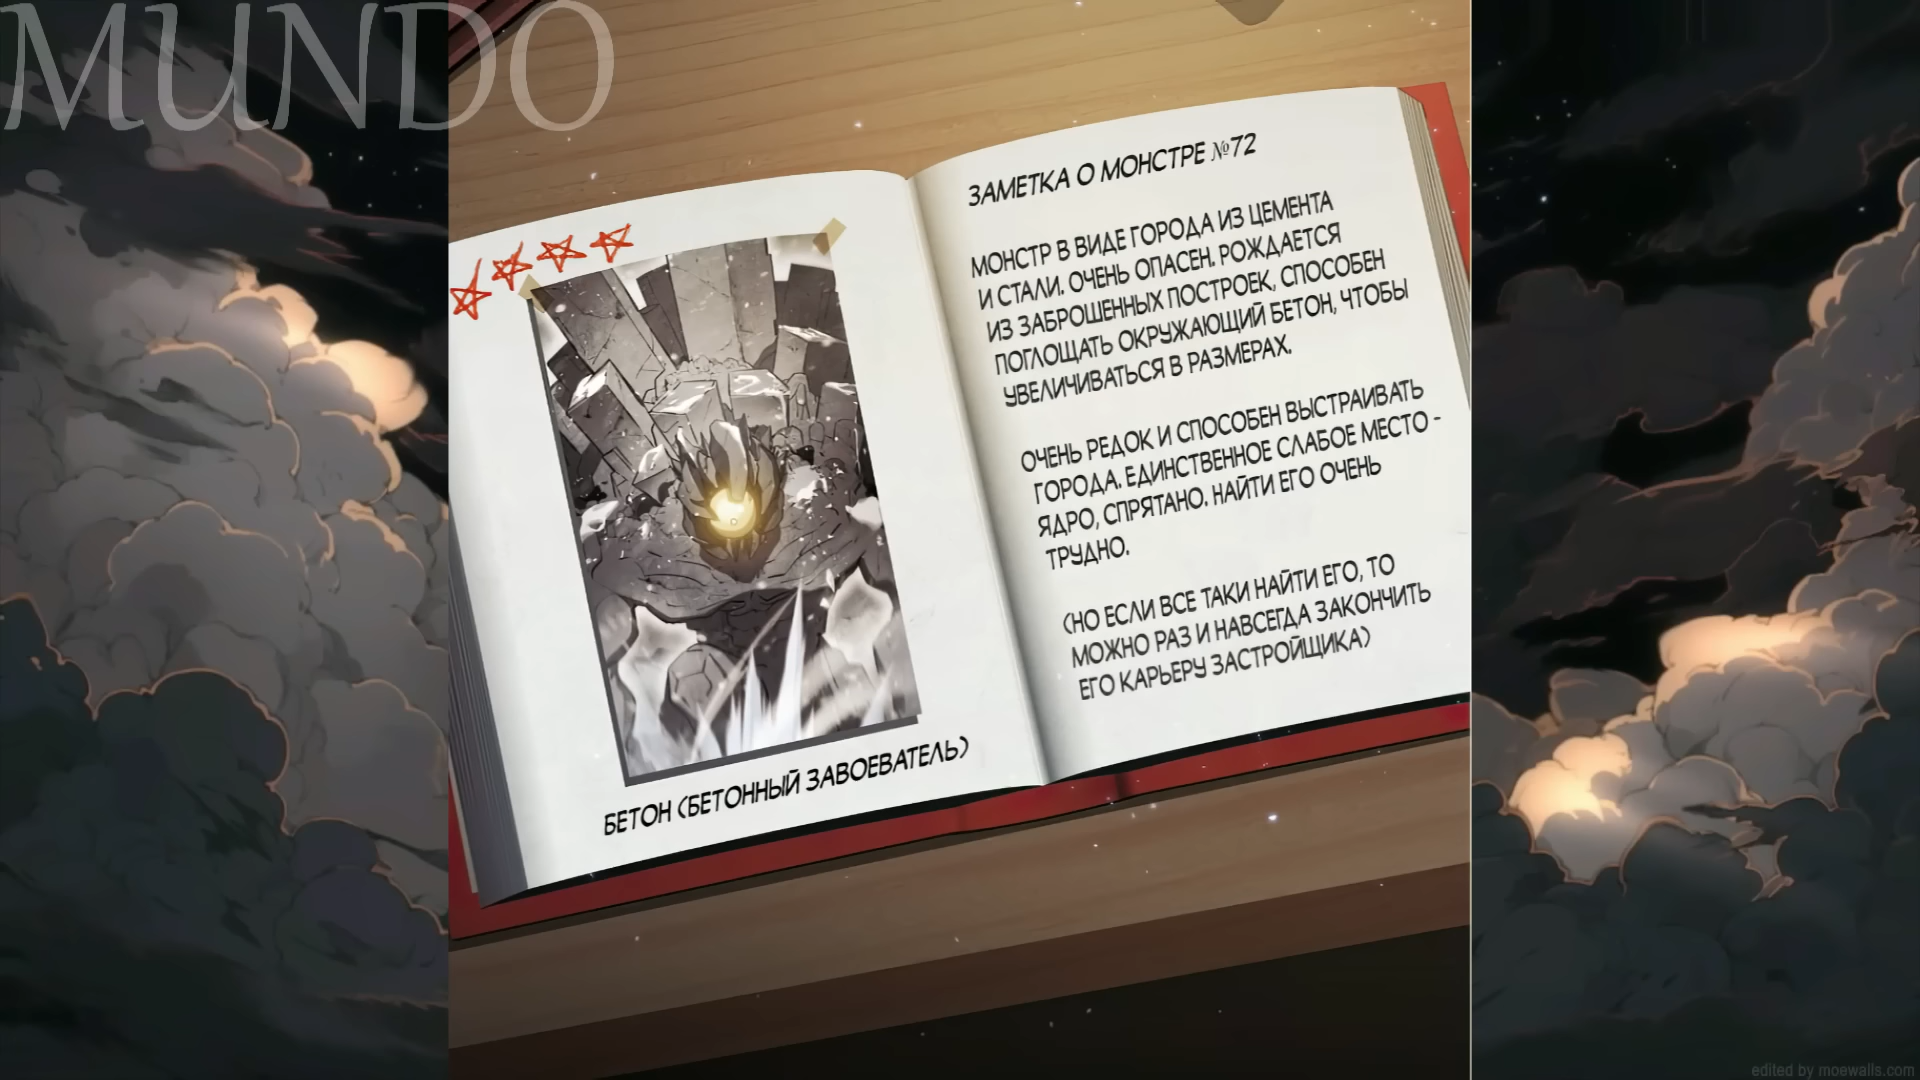 MUNDO
ЗАМЕТКА О МОНСТРЕ №72
МОНСТР В ВИДЕ ГОРОДА ИЗ ЦЕМЕНТА
И СТАЛИ. ОЧЕНЬ ОПАСЕН. РОЖДАЕТСЯ
ИЗ ЗАБРОШЕННЫХ ПОСТРОЕК, СПОСОБЕН
ПОГЛОЩАТЬ ОКРУЖАЮЩИЙ БЕТОН, ЧТОБЫ
УВЕЛИЧИВАТЬСЯ В РАЗМЕРАХ.
ОЧЕНЬ РЕДОК И СПОСОБЕН ВЫСТРАИВАТЬ
ГОРОДА. ЕДИНСТВЕННОЕ СЛАБОЕ МЕСТО -
ЯДРО, СПРЯТАНО. НАЙТИ ЕГО ОЧЕНЬ
ТРУДНО.
(НО ЕСЛИ ВСЕ ТАКИ НАЙТИ ЕГО, ТО
МОЖНО РАЗ И НАВСЕГДА ЗАКОНЧИТЬ
ЕГО КАРЬЕРУ ЗАСТРОЙЩИКА)
БЕТОН (БЕТОННЫЙ ЗАВОЕВАТЕЛЬ)
edited by moewalls.com